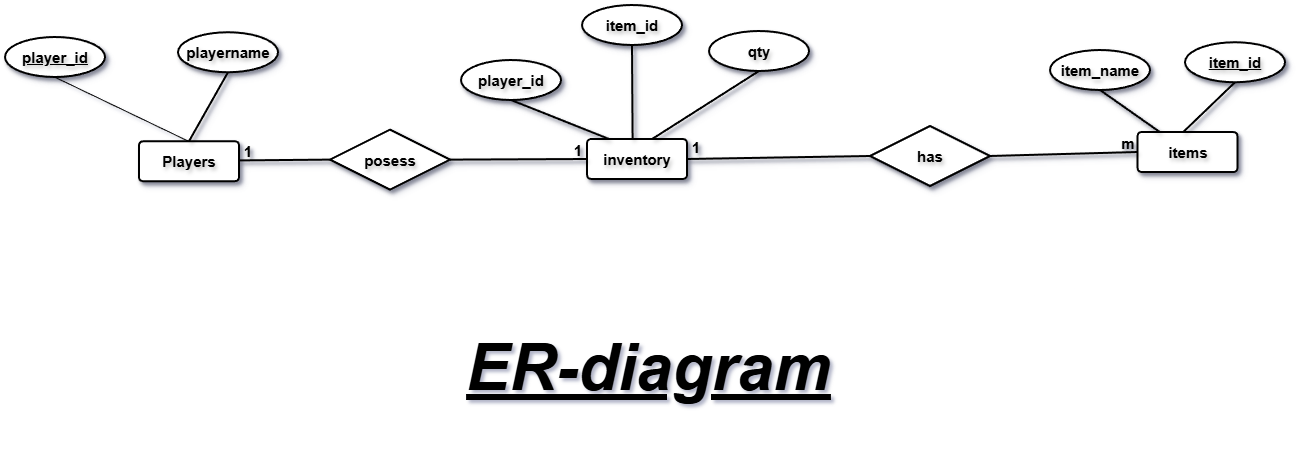 item_id
player_id
playername
qty
player_id
item_name
item_id
Players
1
posess
1
inventory
1
has
m
items
ER-diagram